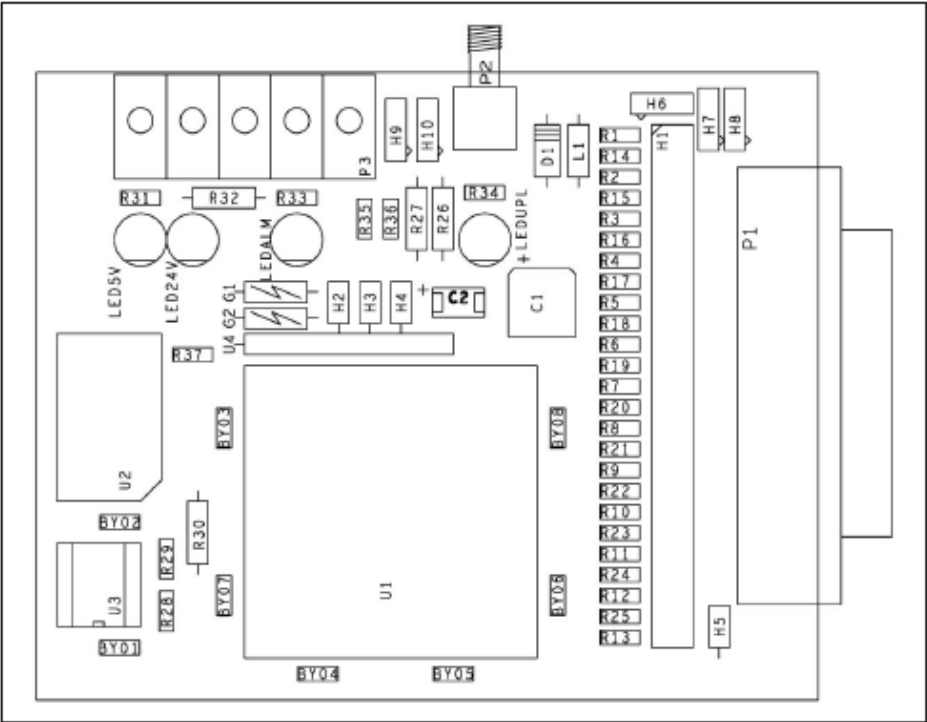 P2
H6
H7
H8
H9
H10
P3
D1
L1
R1
H1
R14
R2
R31
R32
R33
R35
R36
R27
R26
R34
R15
R3
+LEDUPL
R16
P1
LED5V
LED24V
LEDALM
R4
R17
G1
H2
H3
H4
+
C2
C1
R5
G2
R18
U4
R6
R37
R19
R7
R20
BY03
BY08
R8
R21
U2
R9
R22
R10
BY02
R30
R23
R29
R11
R24
U3
R28
BY07
U1
BY06
R12
R25
H5
R13
BY01
BY04
BY05